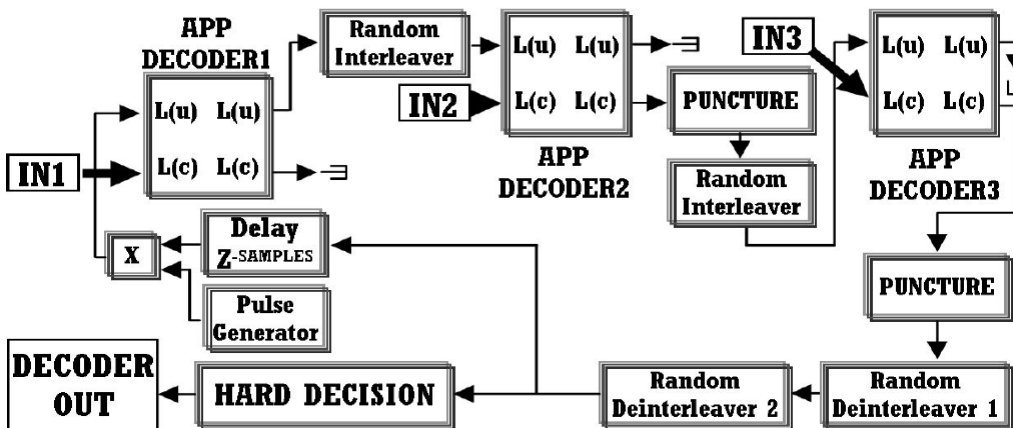 APP
DECODER1
L(u) L(u)
L(c) L(c)
IN1
Random
Interleaver
L(u) L(u)
L(c) L(c)
IN2
APP
DECODER2
PUNCTURE
Random
Interleaver
IN3
L(u) L(u)
L(c) L(c)
APP
DECODER3
L
PUNCTURE
X
Delay
Z-SAMPLES
Pulse
Generator
DECODER
OUT
HARD DECISION
Random
Deinterleaver 2
Random
Deinterleaver 1